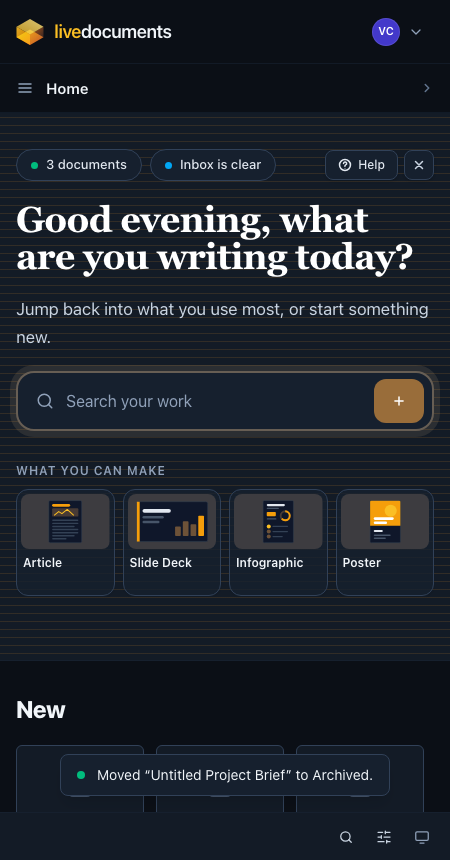 livedocuments
VC
Home
3 documents
Inbox is clear
Help
Good evening, what
are you writing today?
Jump back into what you use most, or start something
new.
Search your work
WHAT YOU CAN MAKE
Article
Slide Deck
Infographic
Poster
New
Moved “Untitled Project Brief” to Archived.